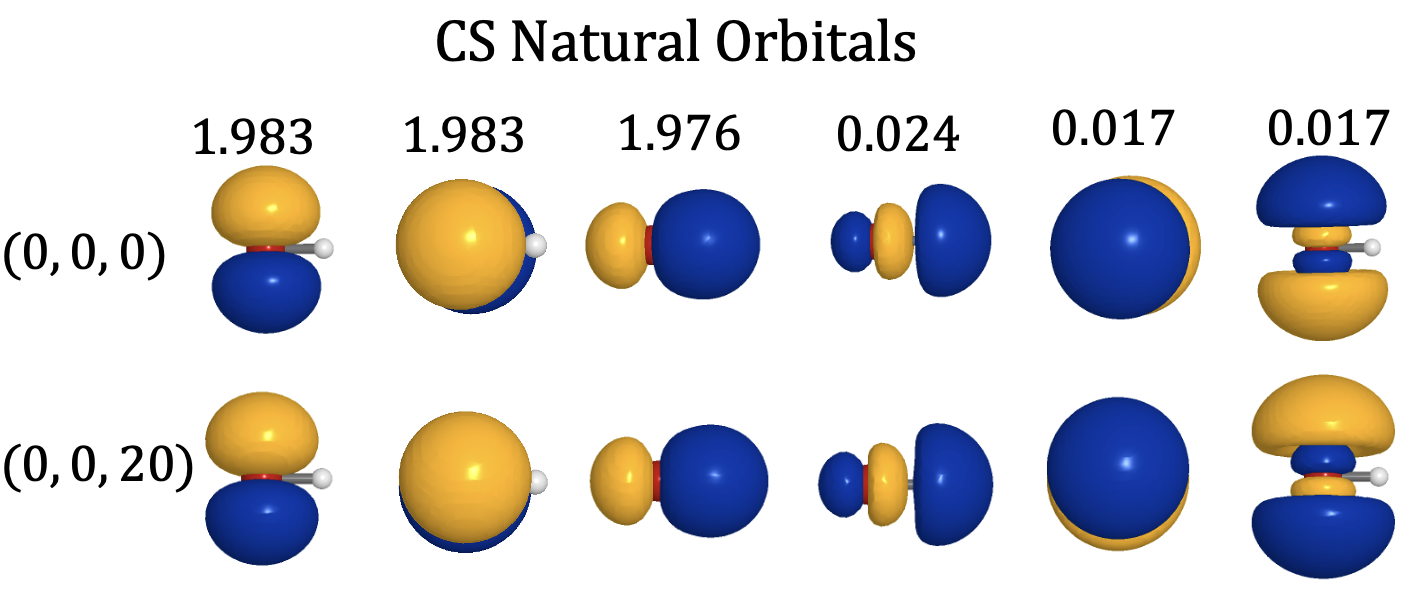 CS Natural Orbitals
1.983 1.983 1.976 0.024 0.017 0.017
(0, 0, 0)
(0, 0, 20)